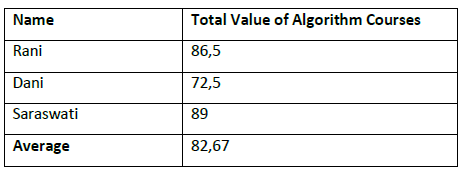 Name Total Value of Algorithm Courses
Rani 86,5
Dani 72,5
Saraswati 89
Average 82,67